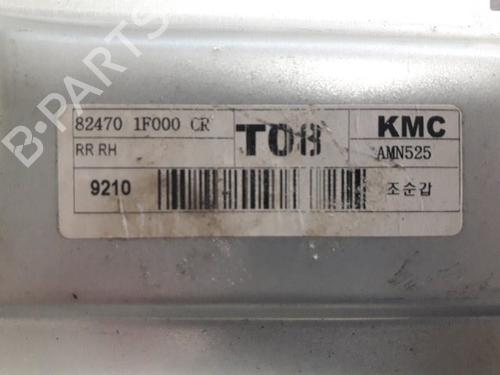 B-PARTS
82470 1F000 CR
RR RH
T08
KMC
AMN525
9210
조순갑